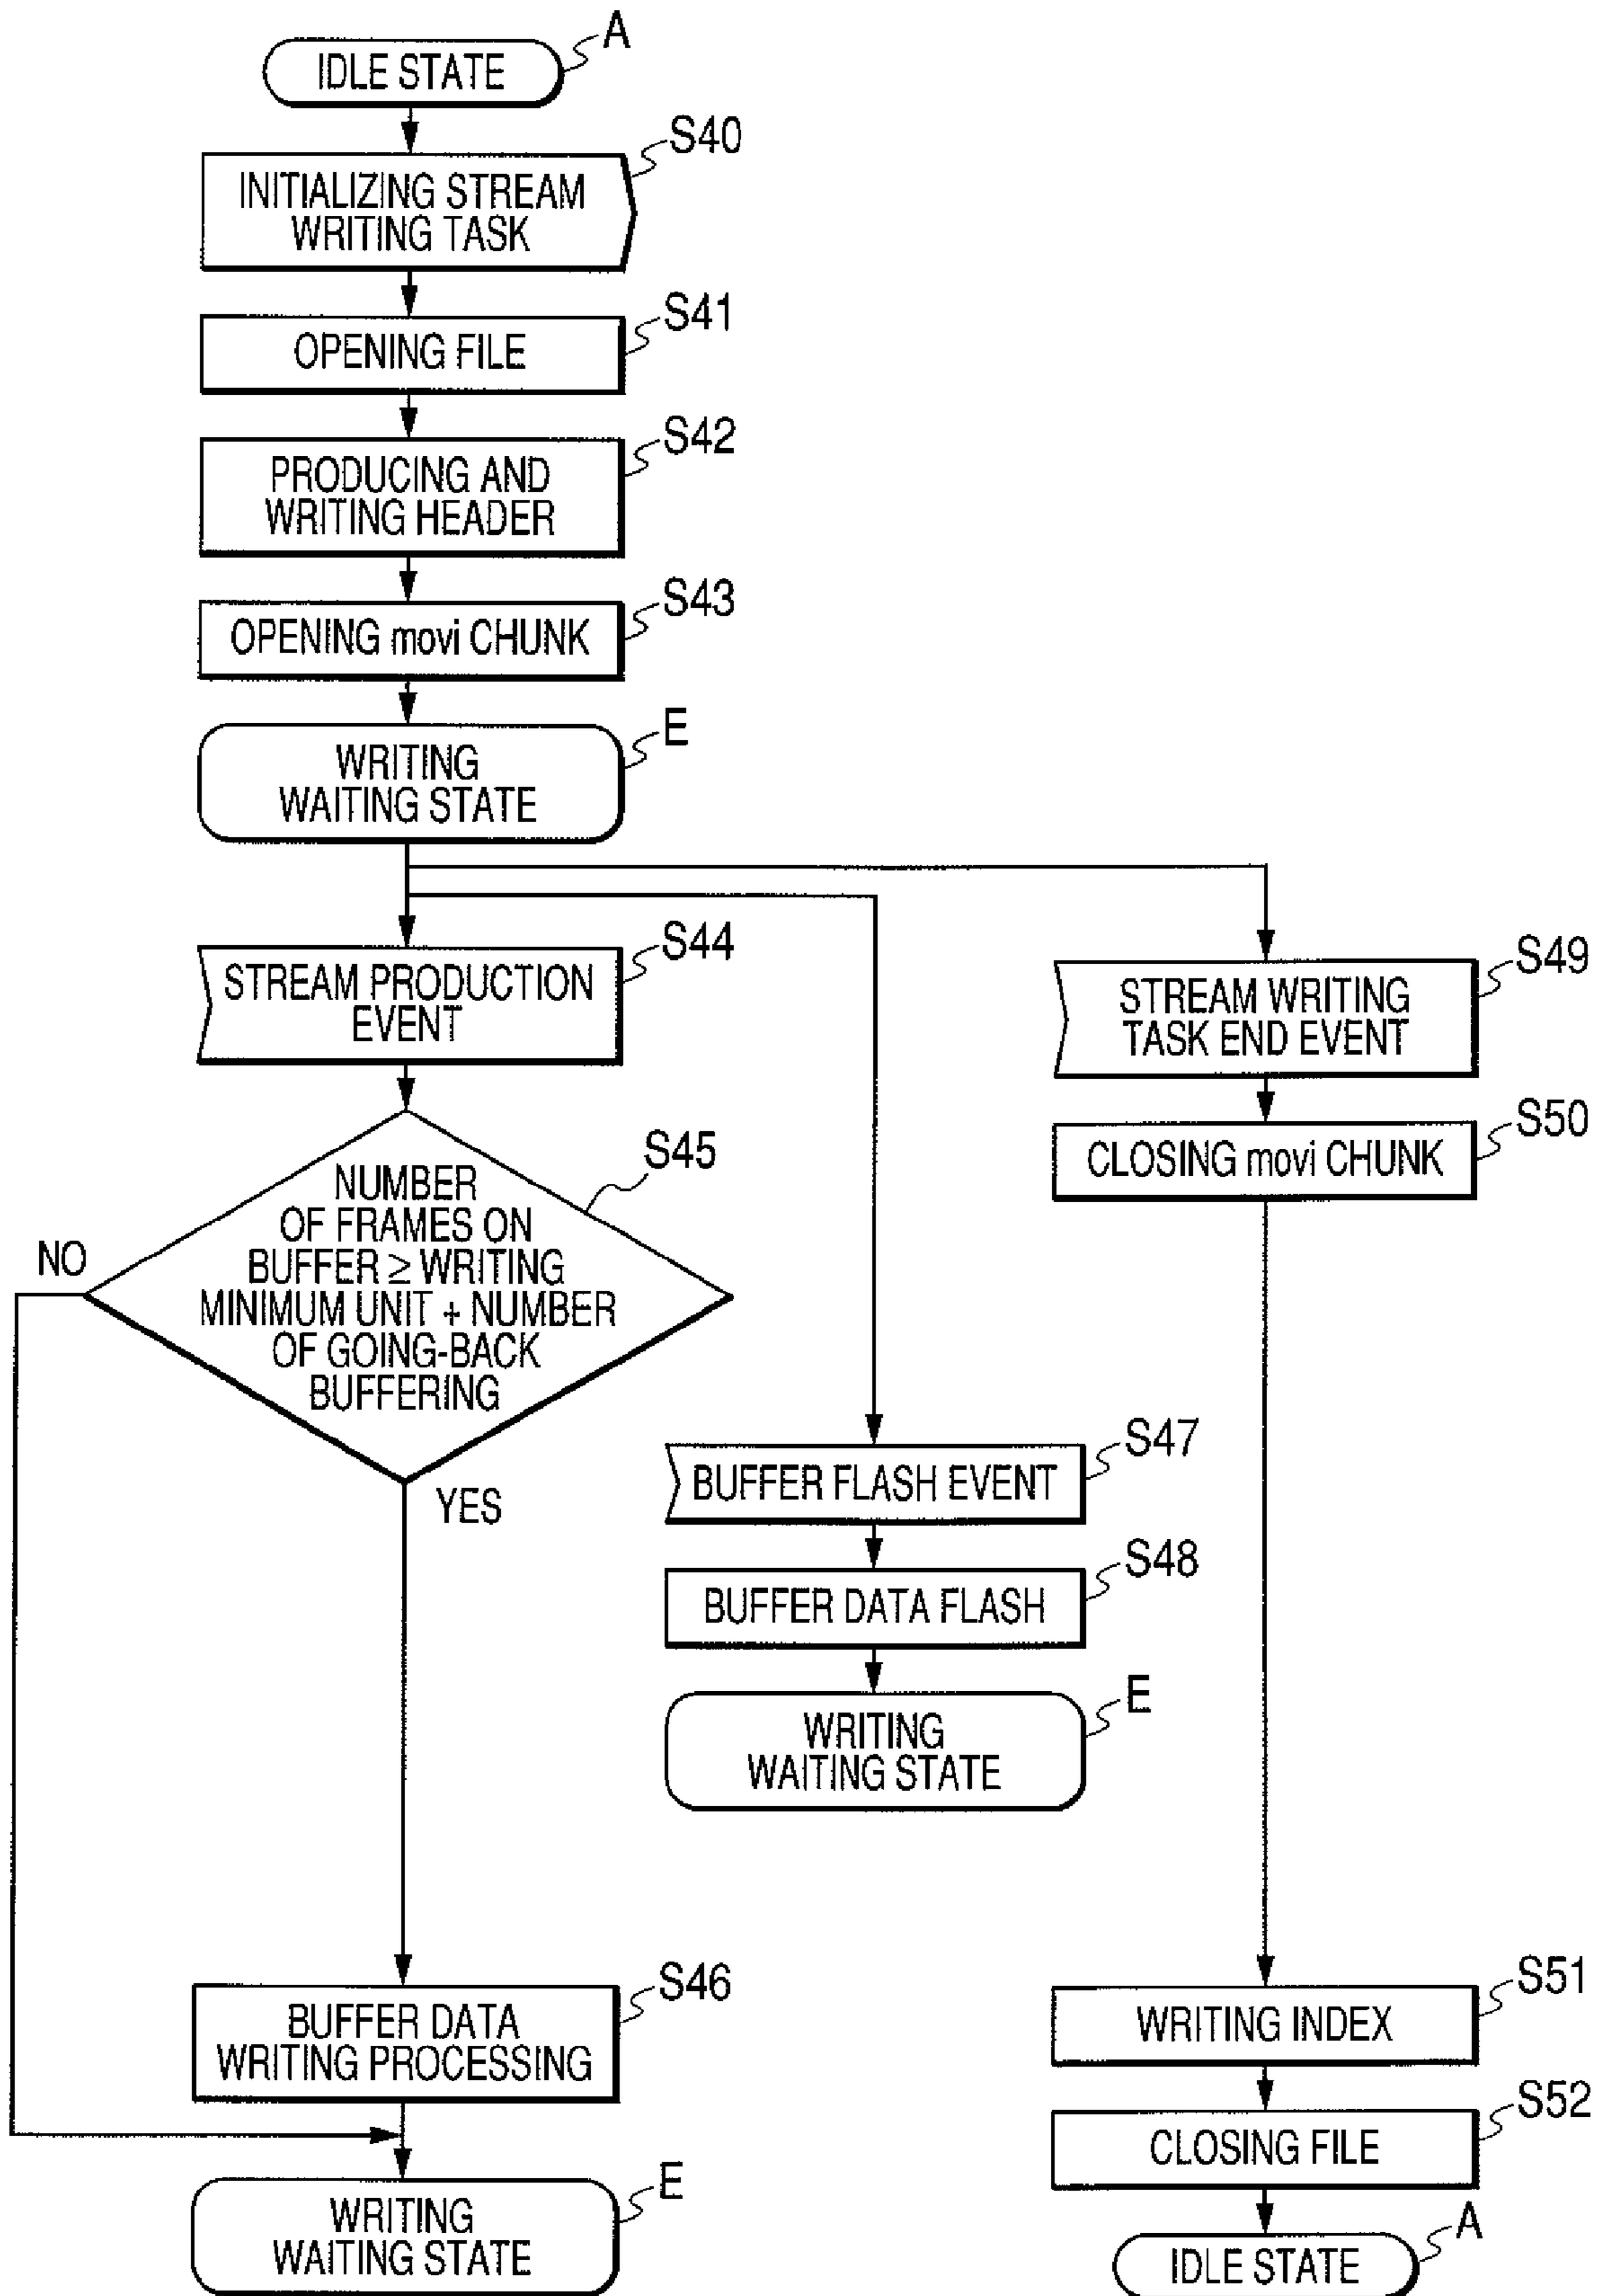 A
IDLE STATE
S40
INITIALIZING STREAM
WRITING TASK
S41
OPENING FILE
S42
PRODUCING AND
WRITING HEADER
S43
OPENING movi CHUNK
E
WRITING
WAITING STATE
S44
STREAM PRODUCTION
EVENT
S45
NUMBER
OF FRAMES ON
BUFFER ≥ WRITING
MINIMUM UNIT + NUMBER
OF GOING-BACK
BUFFERING
NO
YES
S46
BUFFER DATA
WRITING PROCESSING
E
WRITING
WAITING STATE
S47
BUFFER FLASH EVENT
S48
BUFFER DATA FLASH
E
WRITING
WAITING STATE
S49
STREAM WRITING
TASK END EVENT
S50
CLOSING movi CHUNK
S51
WRITING INDEX
S52
CLOSING FILE
A
IDLE STATE